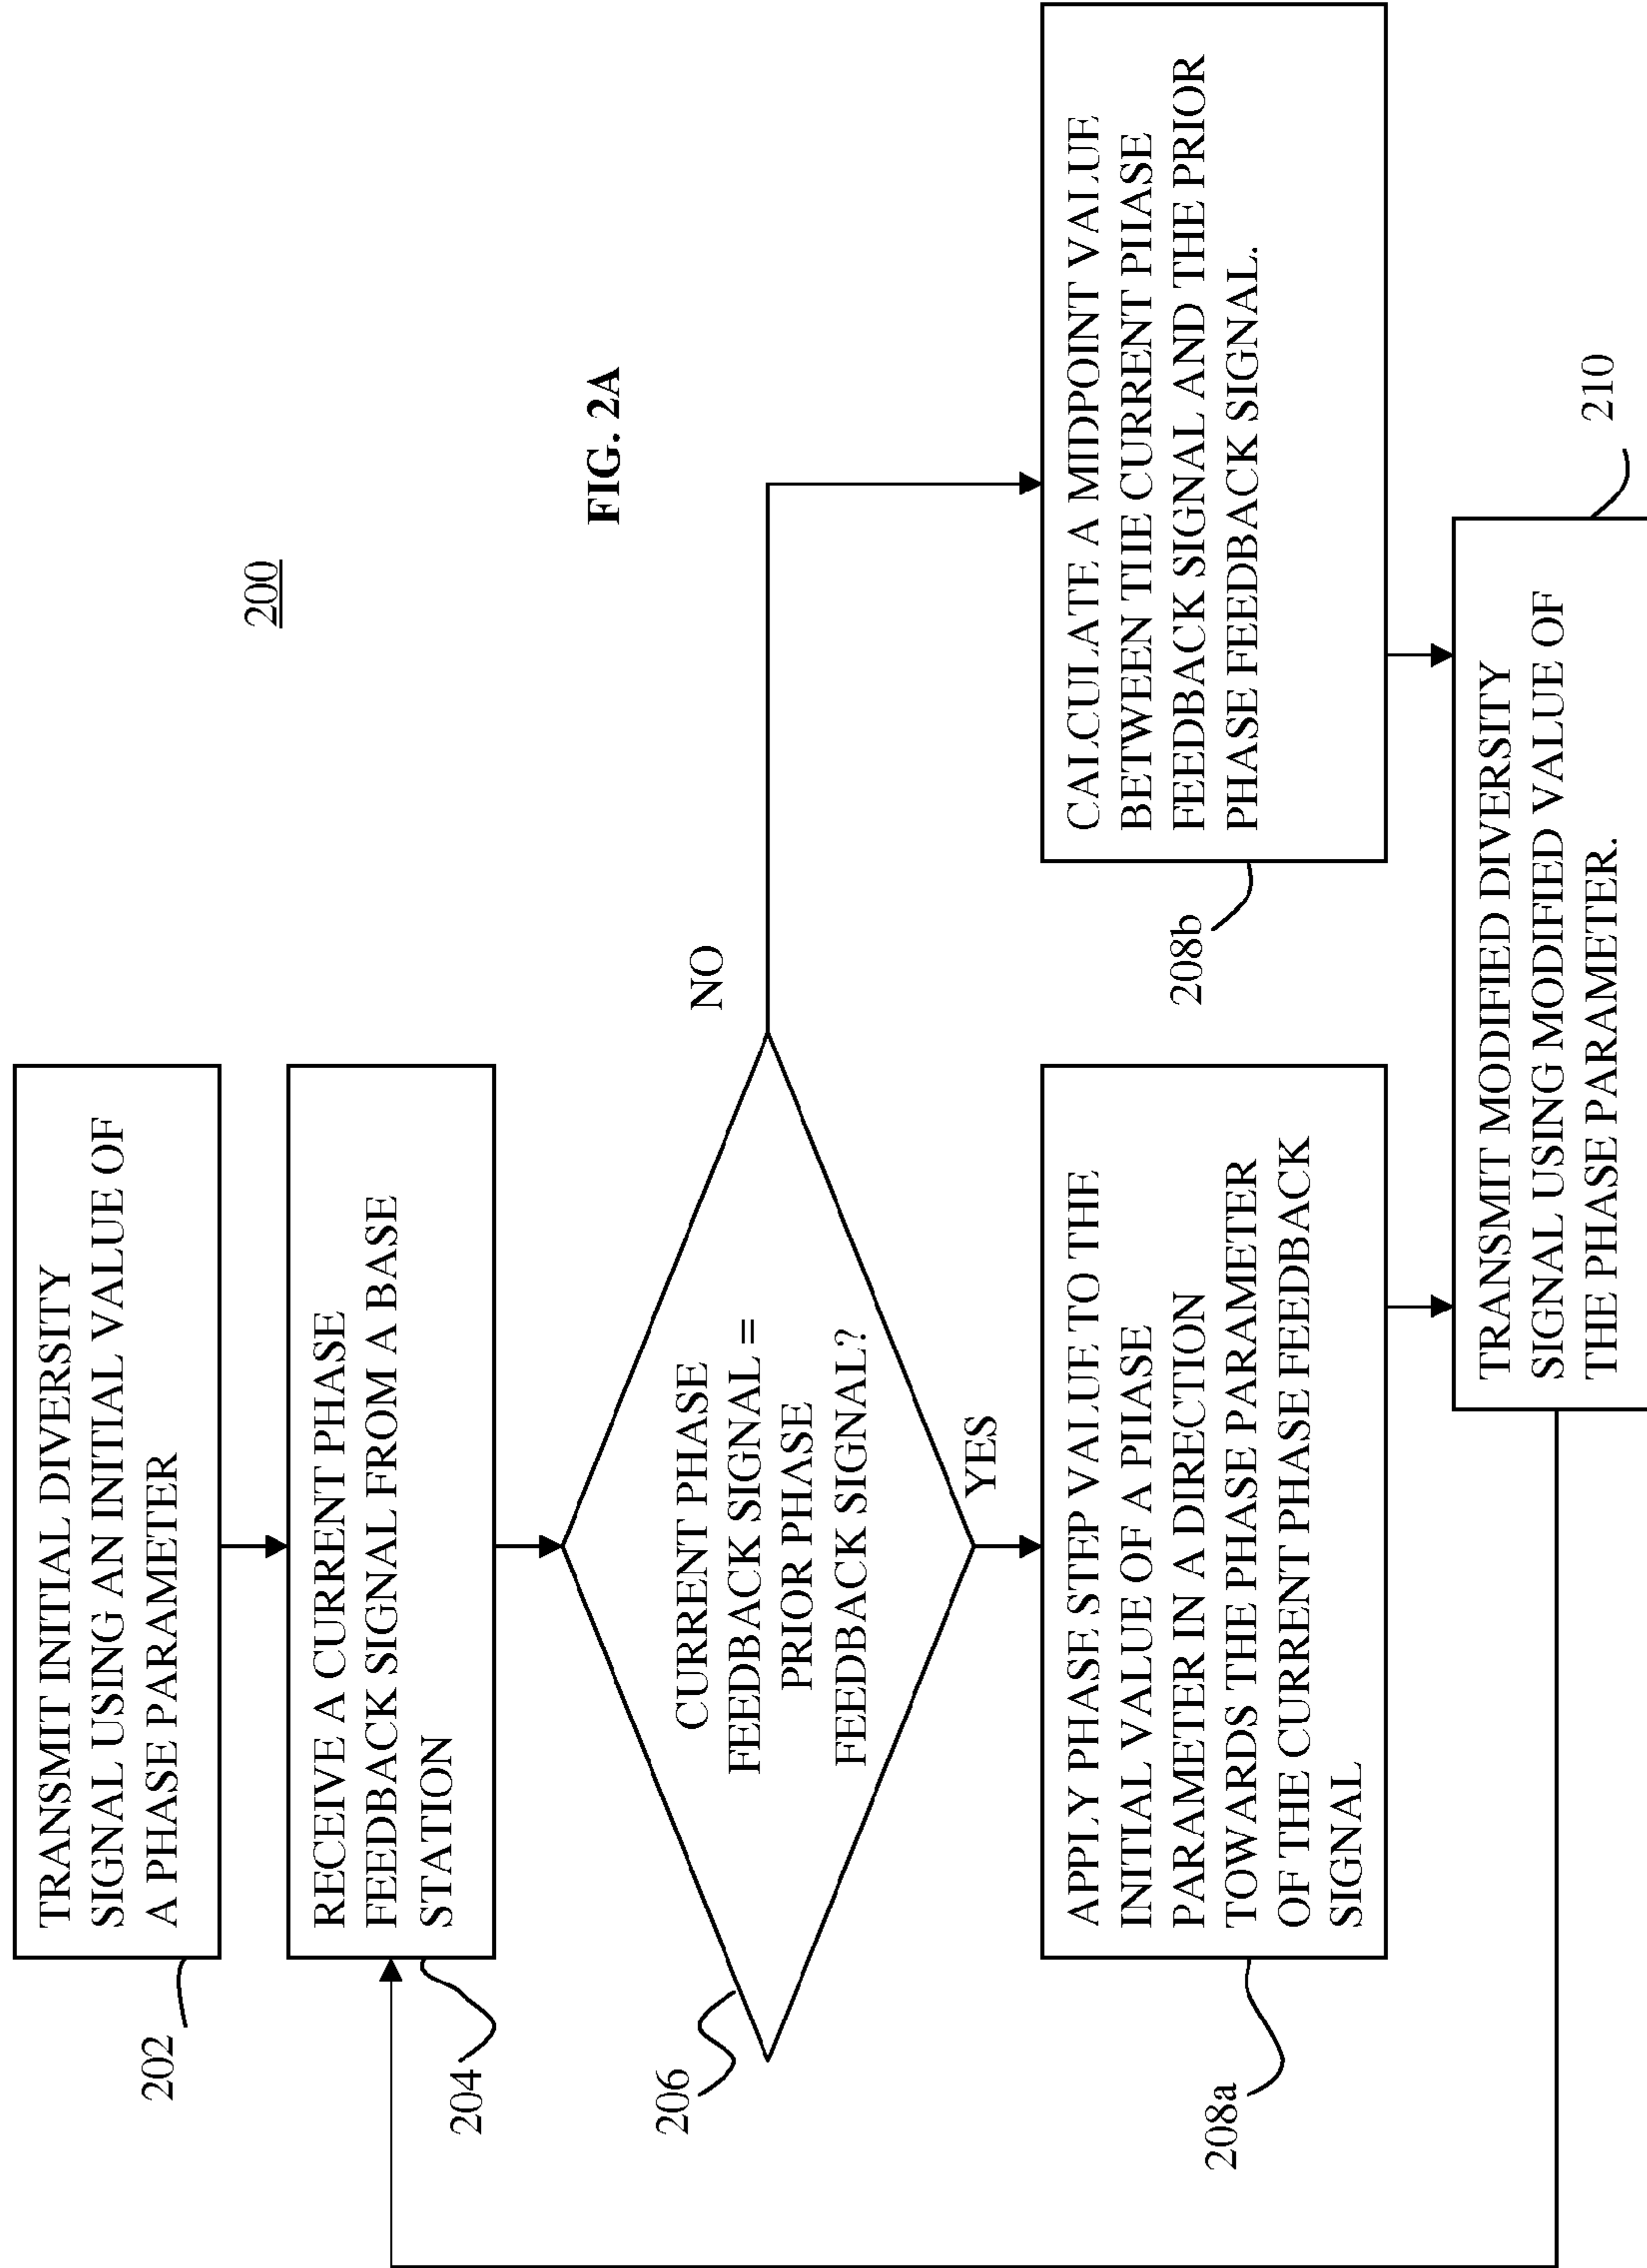 200
FIG. 2A
202
TRANSMIT INITIAL DIVERSITY
SIGNAL USING AN INITIAL VALUE OF
A PHASE PARAMETER
204
RECEIVE A CURRENT PHASE
FEEDBACK SIGNAL FROM A BASE
STATION
206
CURRENT PHASE
FEEDBACK SIGNAL =
PRIOR PHASE
FEEDBACK SIGNAL?
NO
YES
208a
APPLY PHASE STEP VALUE TO THE
INITIAL VALUE OF A PHASE
PARAMETER IN A DIRECTION
TOWARDS THE PHASE PARAMETER
OF THE CURRENT PHASE FEEDBACK
SIGNAL
208b
CALCULATE A MIDPOINT VALUE
BETWEEN THE CURRENT PHASE
FEEDBACK SIGNAL AND THE PRIOR
PHASE FEEDBACK SIGNAL.
210
TRANSMIT MODIFIED DIVERSITY
SIGNAL USING MODIFIED VALUE OF
THE PHASE PARAMETER.